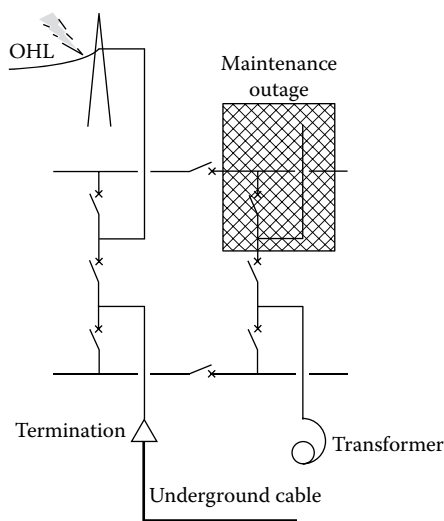 OHL
Maintenance
outage
Termination
Transformer
Underground cable